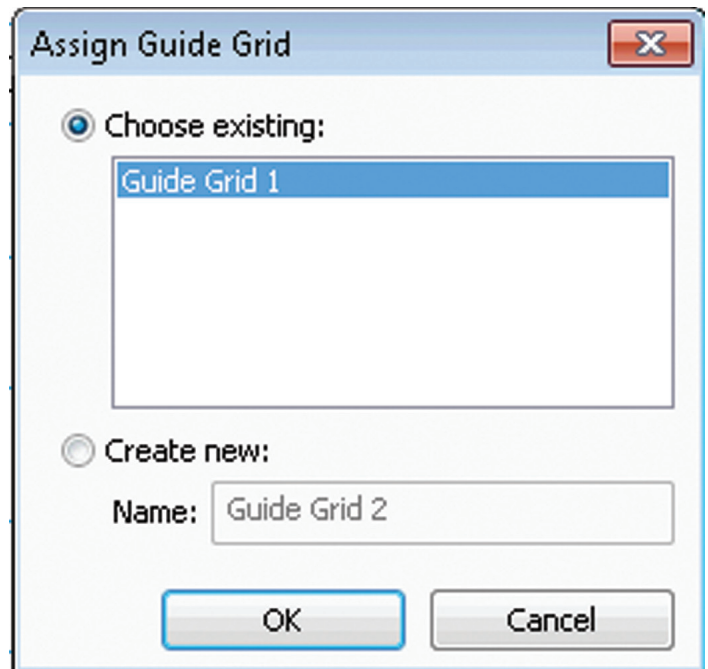 Assign Guide Grid
Choose existing:
Guide Grid 1
Create new:
Name: Guide Grid 2
OK Cancel